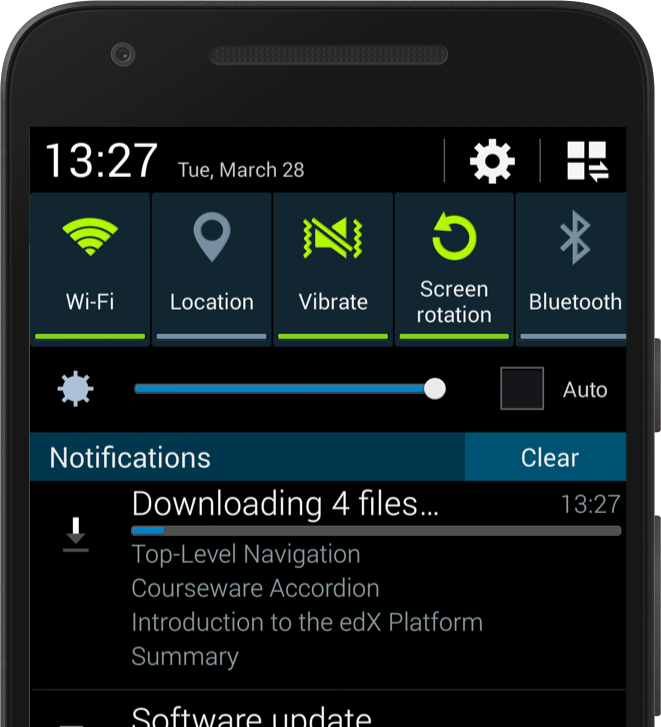 13:27 Tue, March 28
Wi-Fi
Location
Vibrate
Screen
rotation
Bluetooth
Auto
Notifications
Clear
Downloading 4 files...
13:27
Top-Level Navigation
Courseware Accordion
Introduction to the edX Platform
Summary
Software update